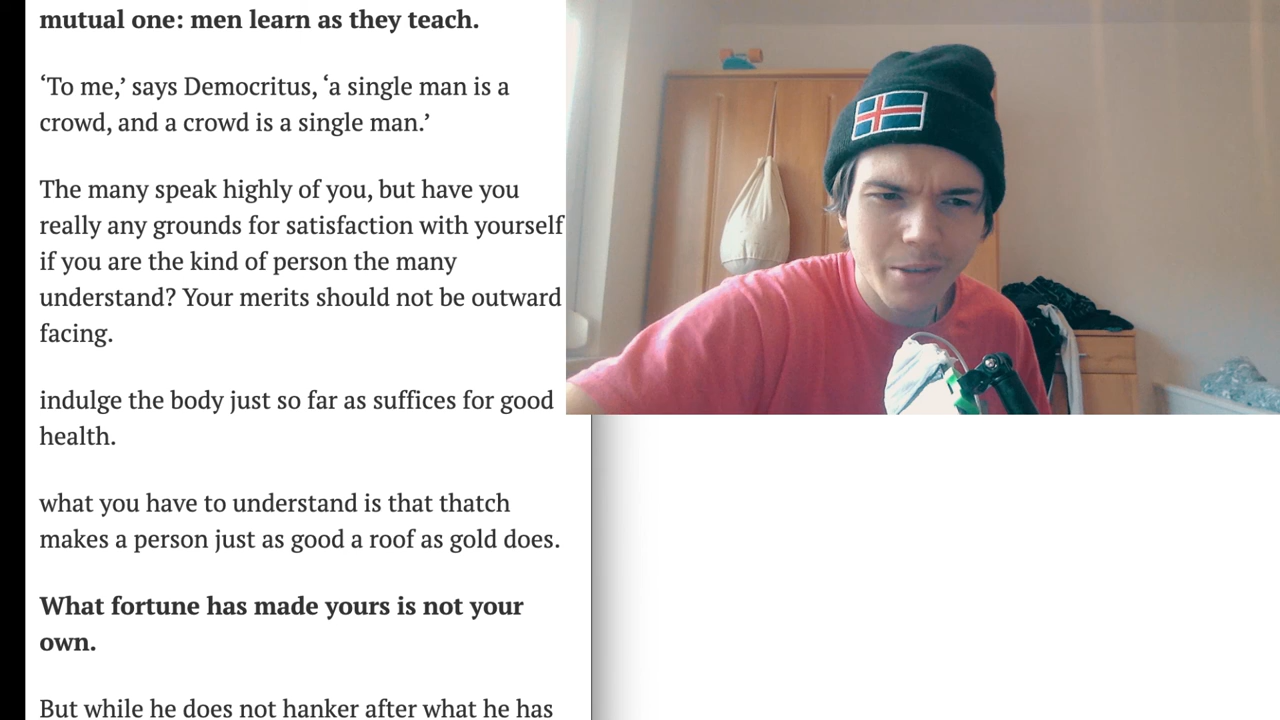 mutual one: men learn as they teach.
‘To me,’ says Democritus, ‘a single man is a
crowd, and a crowd is a single man.’
The many speak highly of you, but have you
really any grounds for satisfaction with yourself
if you are the kind of person the many
understand? Your merits should not be outward
facing.
indulge the body just so far as suffices for good
health.
what you have to understand is that thatch
makes a person just as good a roof as gold does.
What fortune has made yours is not your
own.
But while he does not hanker after what he has